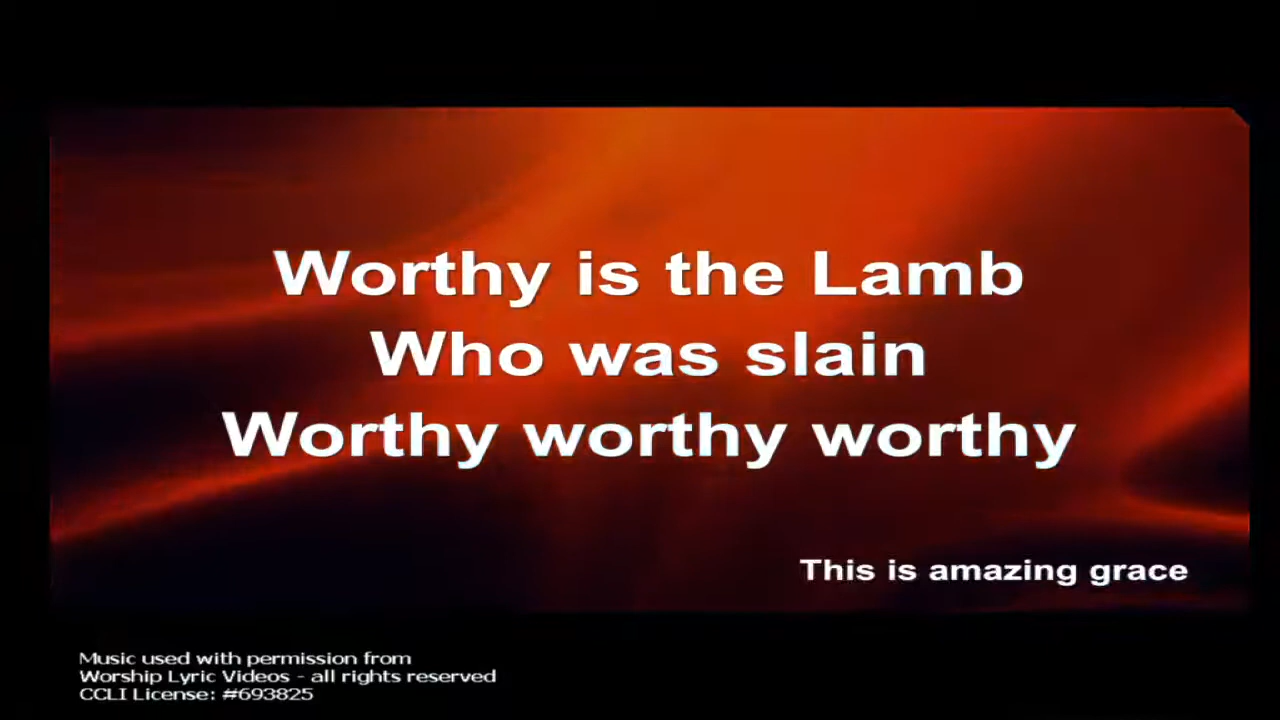 Worthy is the Lamb
Who was slain
Worthy worthy worthy
This is amazing grace
Music used with permission from
Worship Lyric Videos - all rights reserved
CCLI License: #693825